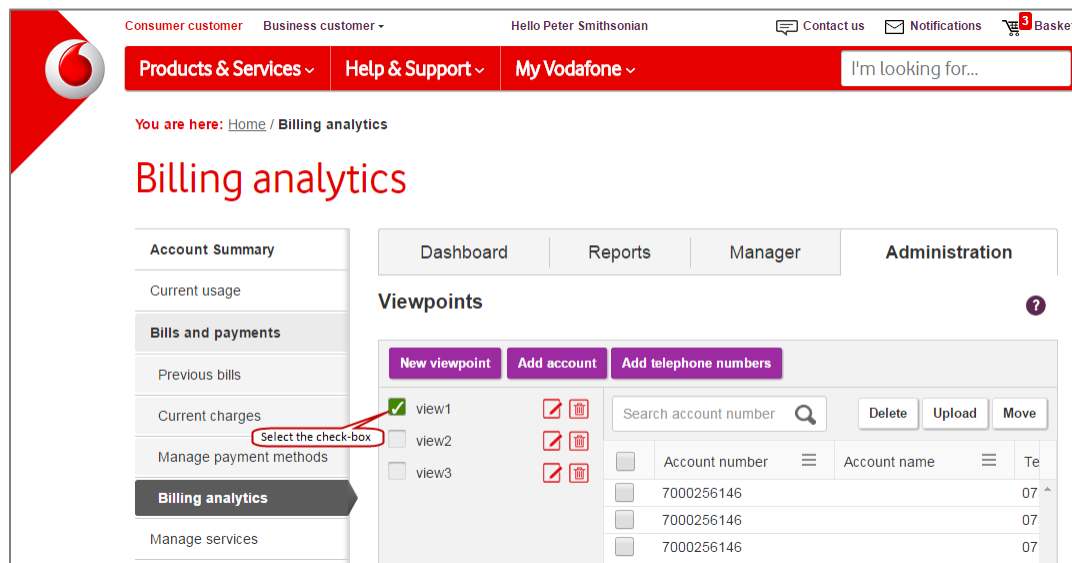 Consumer customer Business customer Hello Peter Smithsonian Contact us Notifications 3 Basket
Products & Services Help & Support My Vodafone I'm looking for...
You are here: Home / Billing analytics
Billing analytics
Account Summary
Current usage
Bills and payments
Previous bills
Current charges
Manage payment methods
Billing analytics
Manage services
Dashboard Reports Manager Administration
Viewpoints ?
New viewpoint Add account Add telephone numbers
view1
Select the check-box
view2
view3
Search account number Delete Upload Move
Account number Account name Te
7000256146 07
7000256146 07
7000256146 07